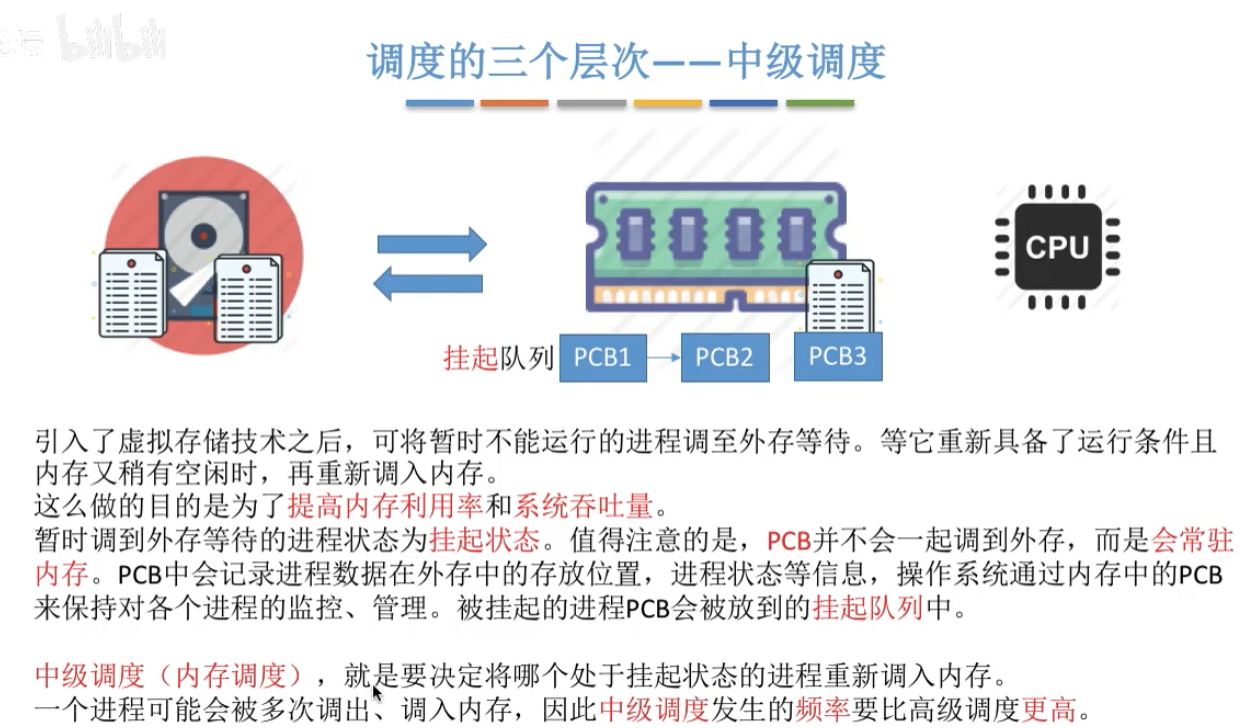 bilibili
调度的三个层次——中级调度
CPU
挂起队列 PCB1 PCB2 PCB3
引入了虚拟存储技术之后，可将暂时不能运行的进程调至外存等待。等它重新具备了运行条件且
内存又稍有空闲时，再重新调入内存。
这么做的目的是为了提高内存利用率和系统吞吐量。
暂时调到外存等待的进程状态为挂起状态。值得注意的是，PCB并不会一起调到外存，而是会常驻
内存。PCB中会记录进程数据在外存中的存放位置，进程状态等信息，操作系统通过内存中的PCB
来保持对各个进程的监控、管理。被挂起的进程PCB会被放到的挂起队列中。
中级调度（内存调度），就是要决定将哪个处于挂起状态的进程重新调入内存。
一个进程可能会被多次调出、调入内存，因此中级调度发生的频率要比高级调度更高。